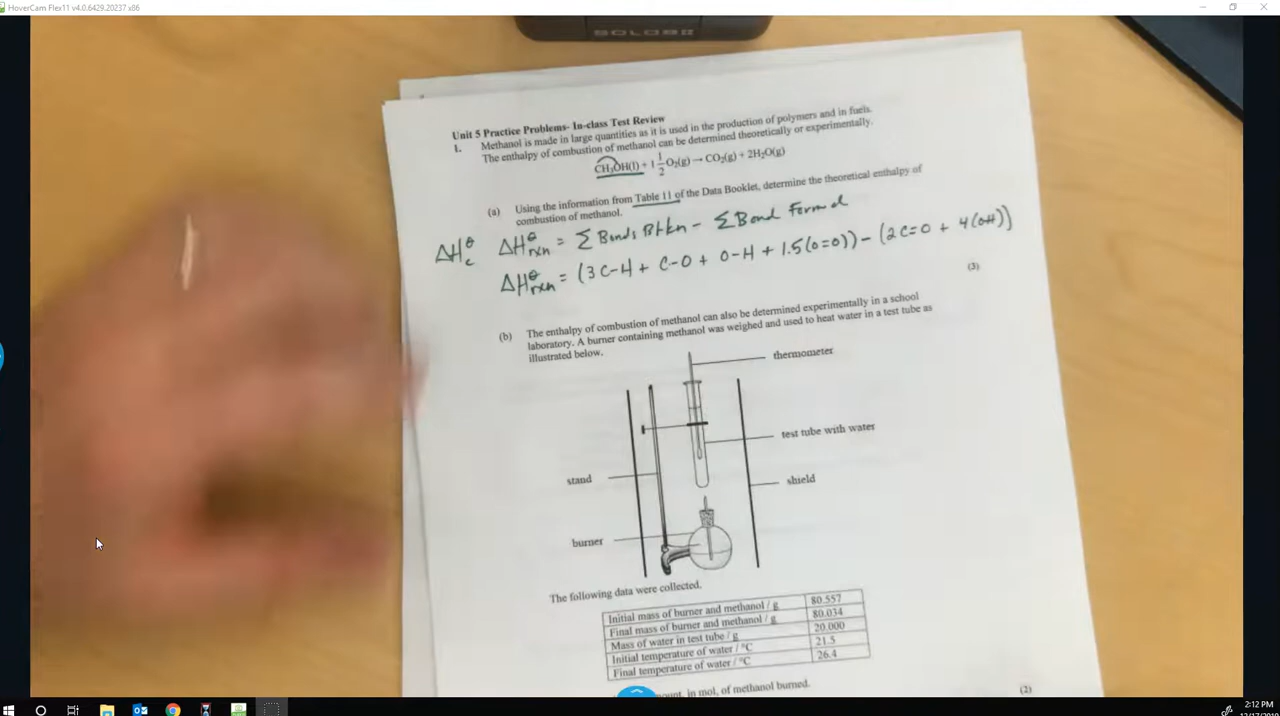 HoverCam Flex11 v4.0.6429.20237 x86
SOLO8
Unit 5 Practice Problems- In-class Test Review
1. Methanol is made in large quantities as it is used in the production of polymers and in fuels.
The enthalpy of combustion of methanol can be determined theoretically or experimentally.
CH₃OH(l) + 1 1/2 O₂(g) → CO₂(g) + 2H₂O(g)
(a) Using the information from Table 11 of the Data Booklet, determine the theoretical enthalpy of
combustion of methanol.
ΔH_c^θ ΔH_rxn^θ = Σ Bonds Brkn - Σ Bond Formd
ΔH_rxn^θ = (3 C-H + C-O + O-H + 1.5(O=O)) - (2 C=O + 4(OH))
(3)
(b) The enthalpy of combustion of methanol can also be determined experimentally in a school
laboratory. A burner containing methanol was weighed and used to heat water in a test tube as
illustrated below.
thermometer
test tube with water
stand
shield
burner
The following data were collected.
Initial mass of burner and methanol / g 80.557
Final mass of burner and methanol / g 80.034
Mass of water in test tube / g 20.000
Initial temperature of water / °C 21.5
Final temperature of water / °C 26.4
in mol, of methanol burned.
(2)
2:12 PM